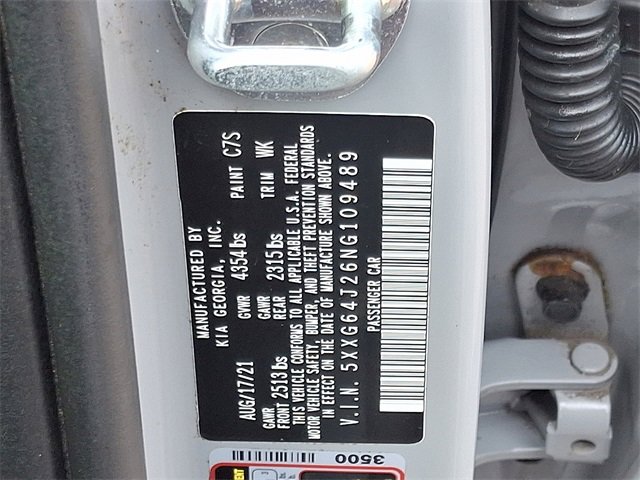 MANUFACTURED BY
KIA GEORGIA, INC.
AUG/17/21 GVWR 4354lbs PAINT C7S
GAWR FRONT 2513lbs GAWR REAR 2315lbs TRIM WK
THIS VEHICLE CONFORMS TO ALL APPLICABLE U.S.A. FEDERAL
MOTOR VEHICLE SAFETY, BUMPER, AND THEFT PREVENTION STANDARDS
IN EFFECT ON THE DATE OF MANUFACTURE SHOWN ABOVE.
V.I.N. 5XXG64J26NG109489
PASSENGER CAR
3500